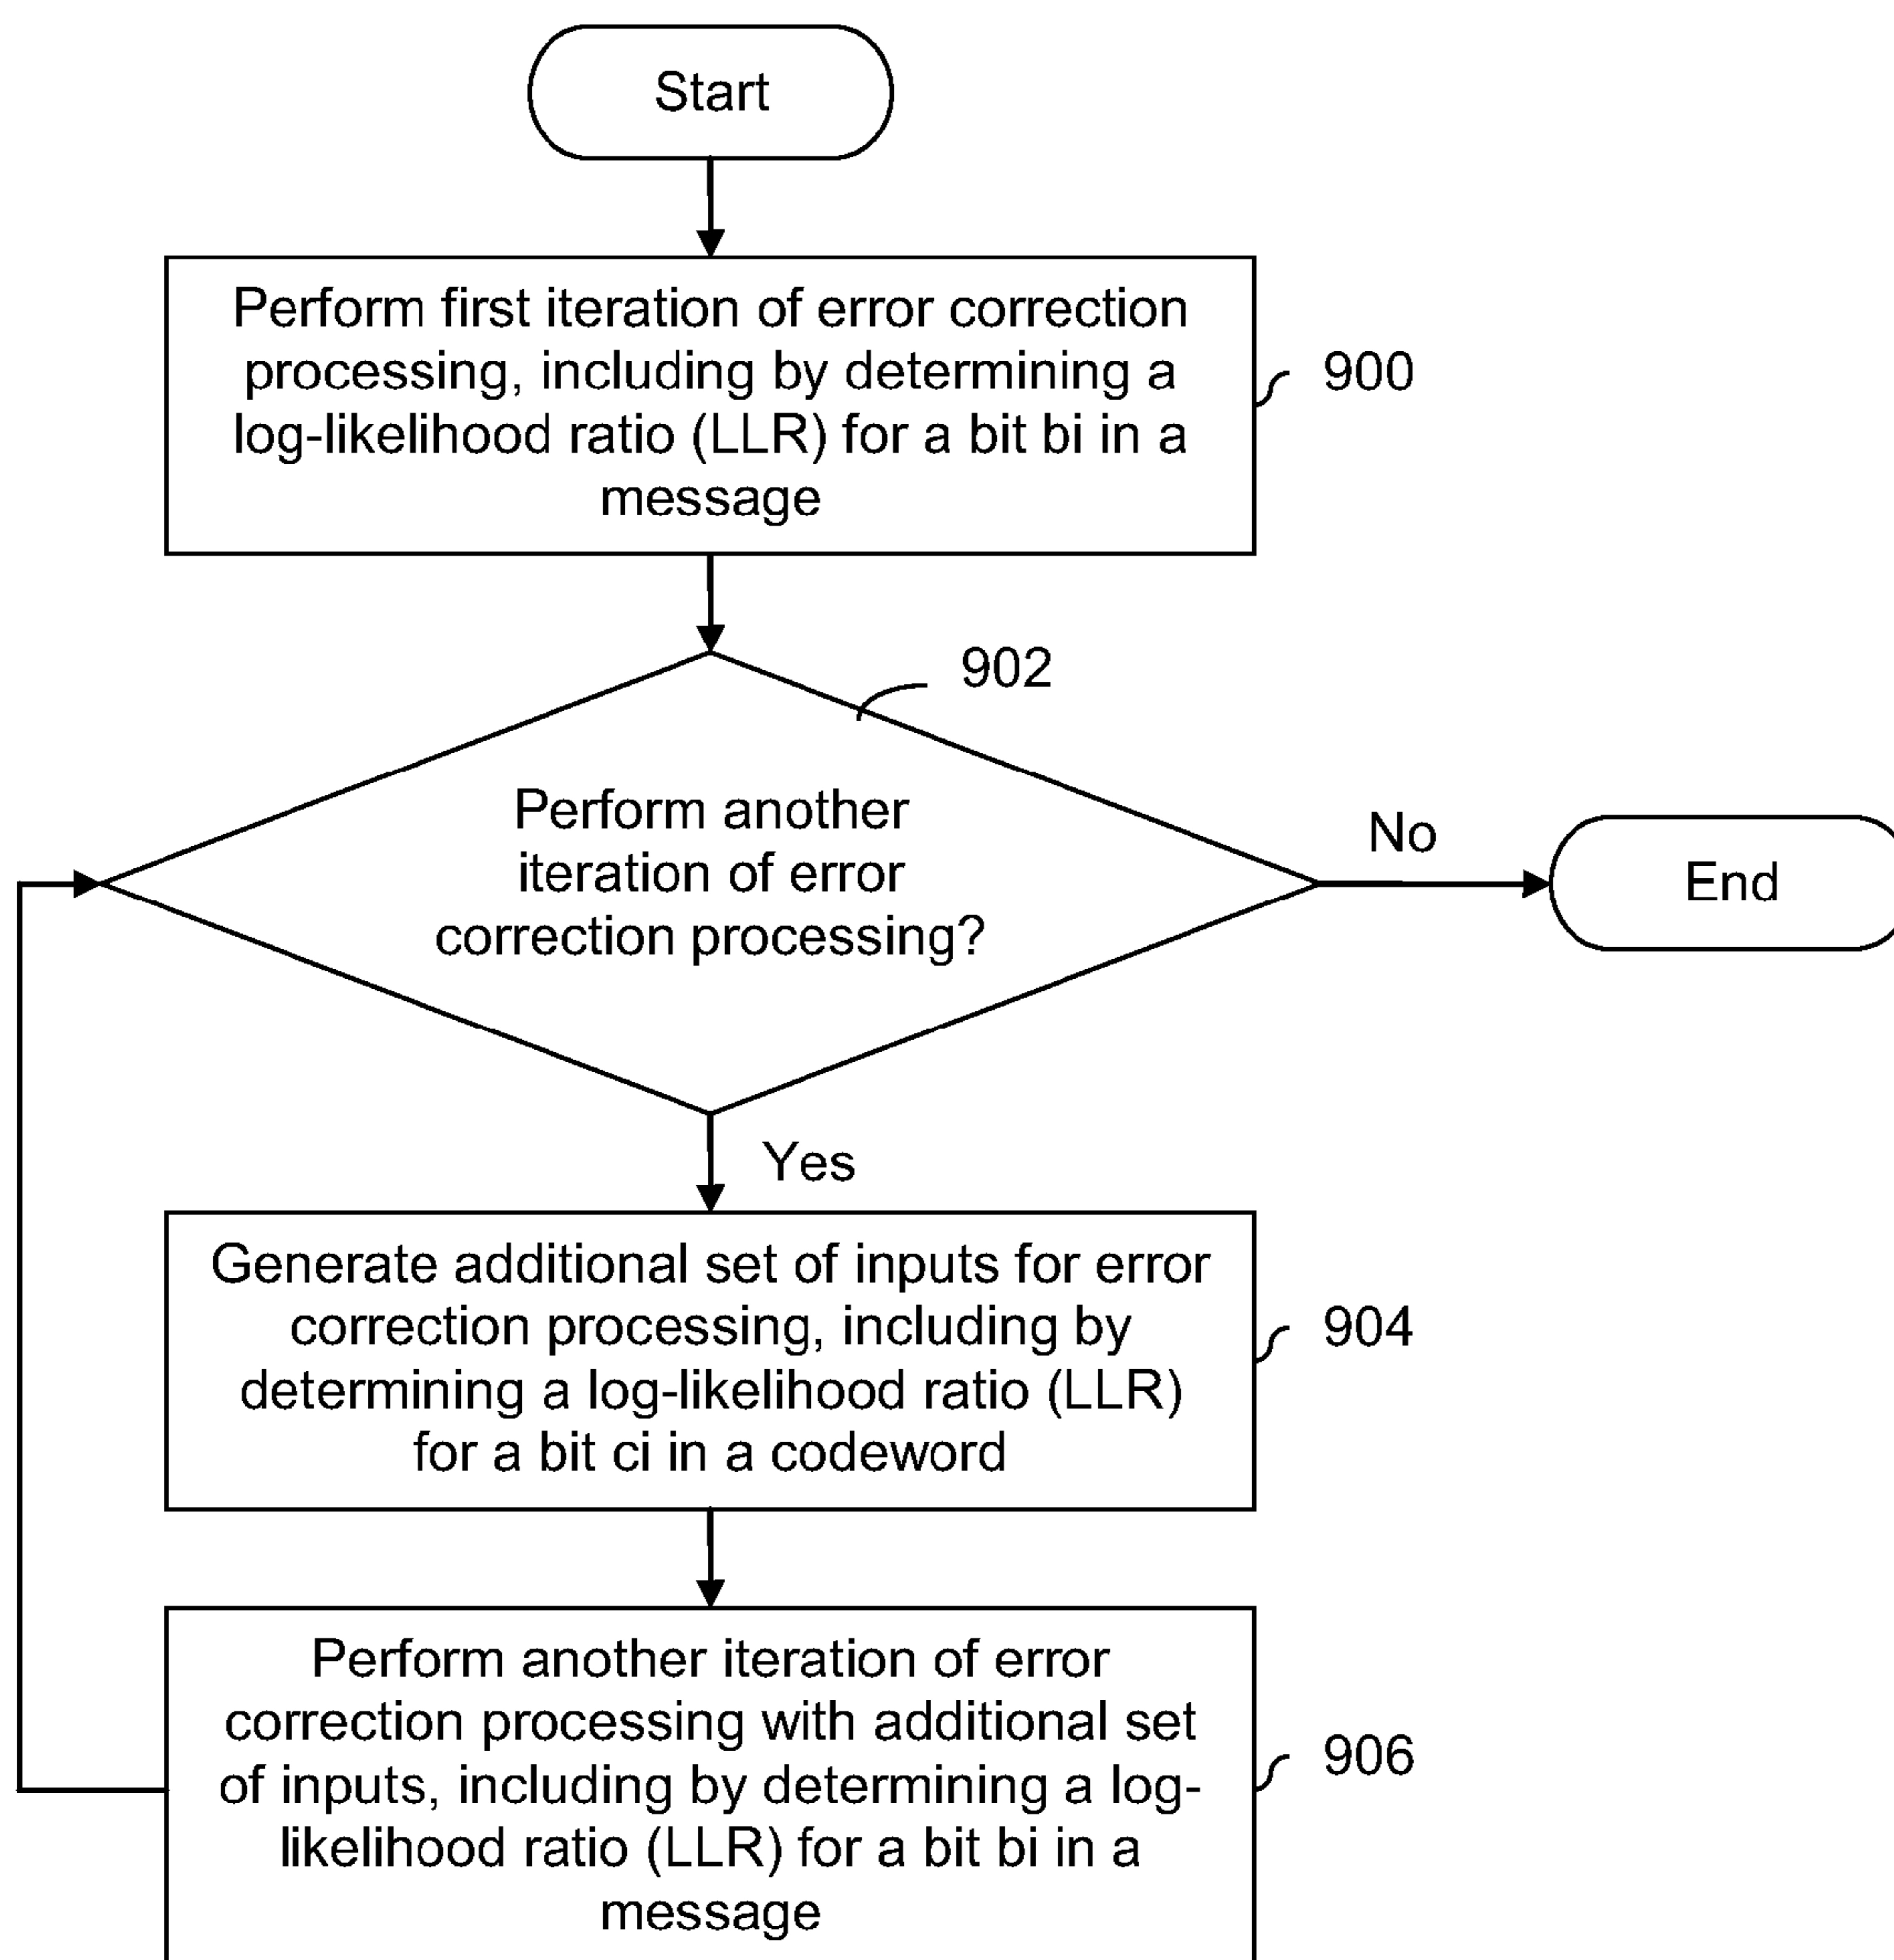 Start
Perform first iteration of error correction
processing, including by determining a
log-likelihood ratio (LLR) for a bit bi in a
message
900
902
Perform another
iteration of error
correction processing?
No
End
Yes
Generate additional set of inputs for error
correction processing, including by
determining a log-likelihood ratio (LLR)
for a bit ci in a codeword
904
Perform another iteration of error
correction processing with additional set
of inputs, including by determining a log-
likelihood ratio (LLR) for a bit bi in a
message
906